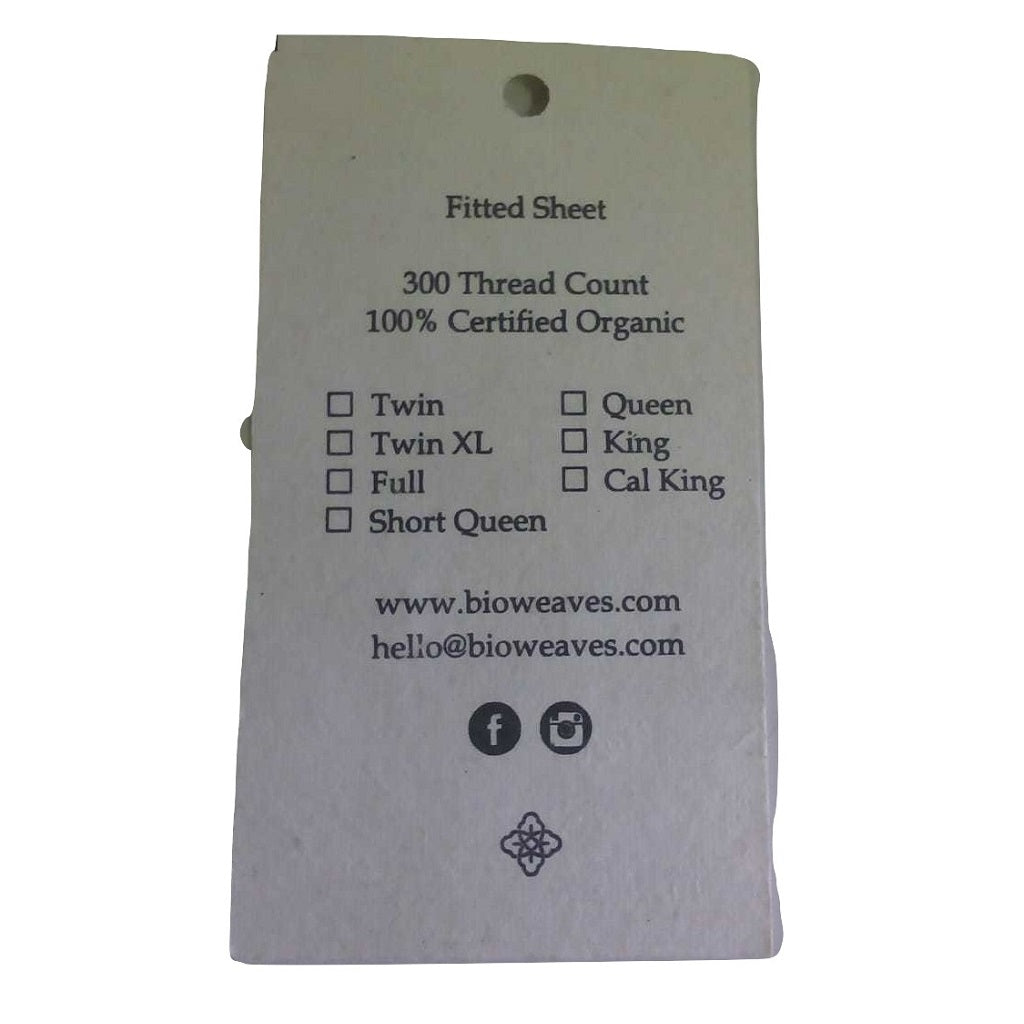 Fitted Sheet
300 Thread Count
100% Certified Organic
Twin
Queen
Twin XL
King
Full
Cal King
Short Queen
www.bioweaves.com
hello@bioweaves.com